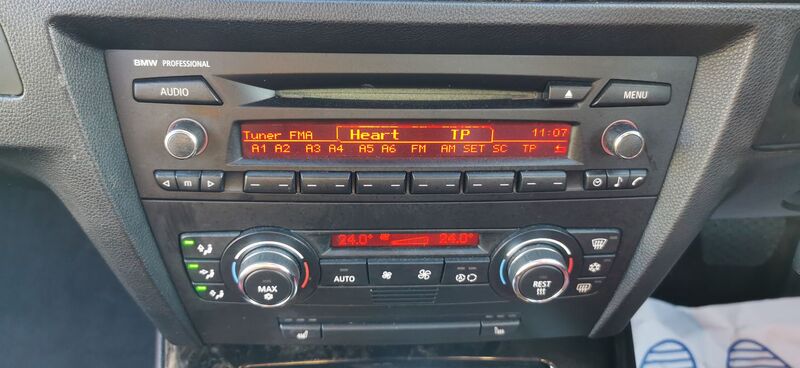 BMW PROFESSIONAL
AUDIO
MENU
Tuner FMA Heart TP 11:07
A1 A2 A3 A4 A5 A6 FM AM SET SC TP
m
24.0° 24.0°
MAX
AUTO
REST